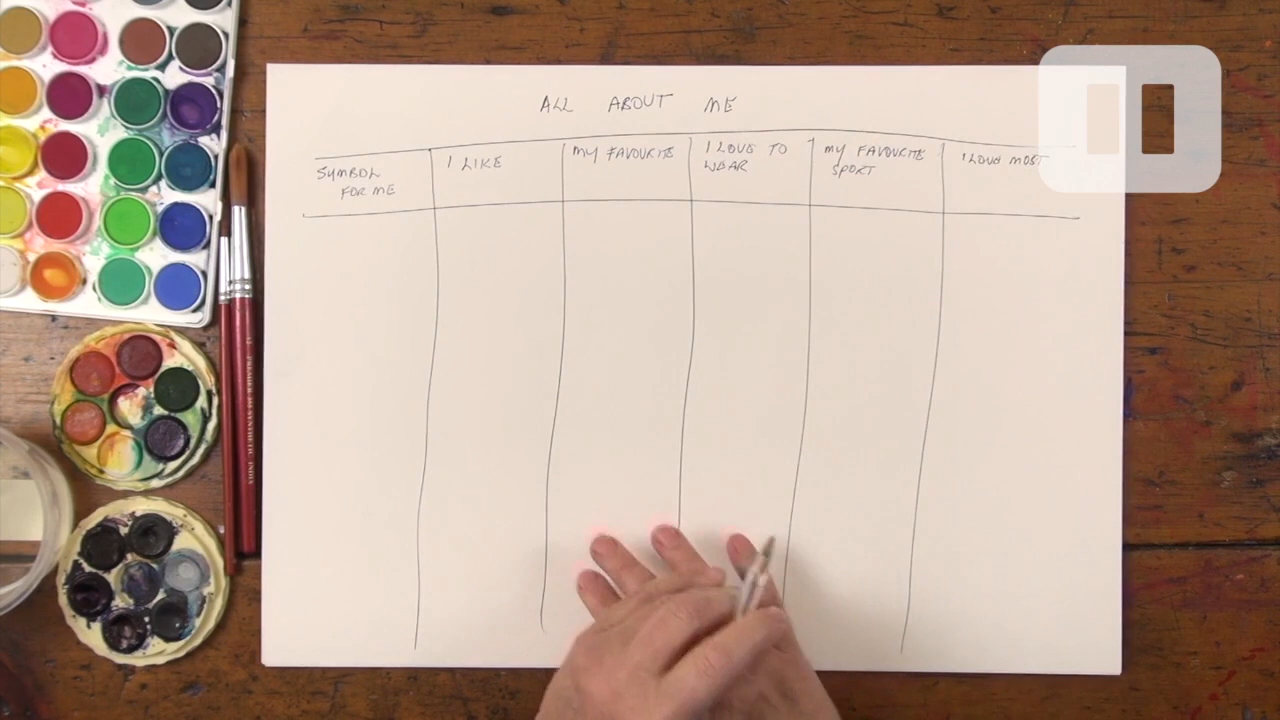 ALL ABOUT ME
SYMBOL
FOR ME
I LIKE
MY FAVOURITE
I LOVE TO
WEAR
MY FAVOURITE
SPORT
I LOVE MOST